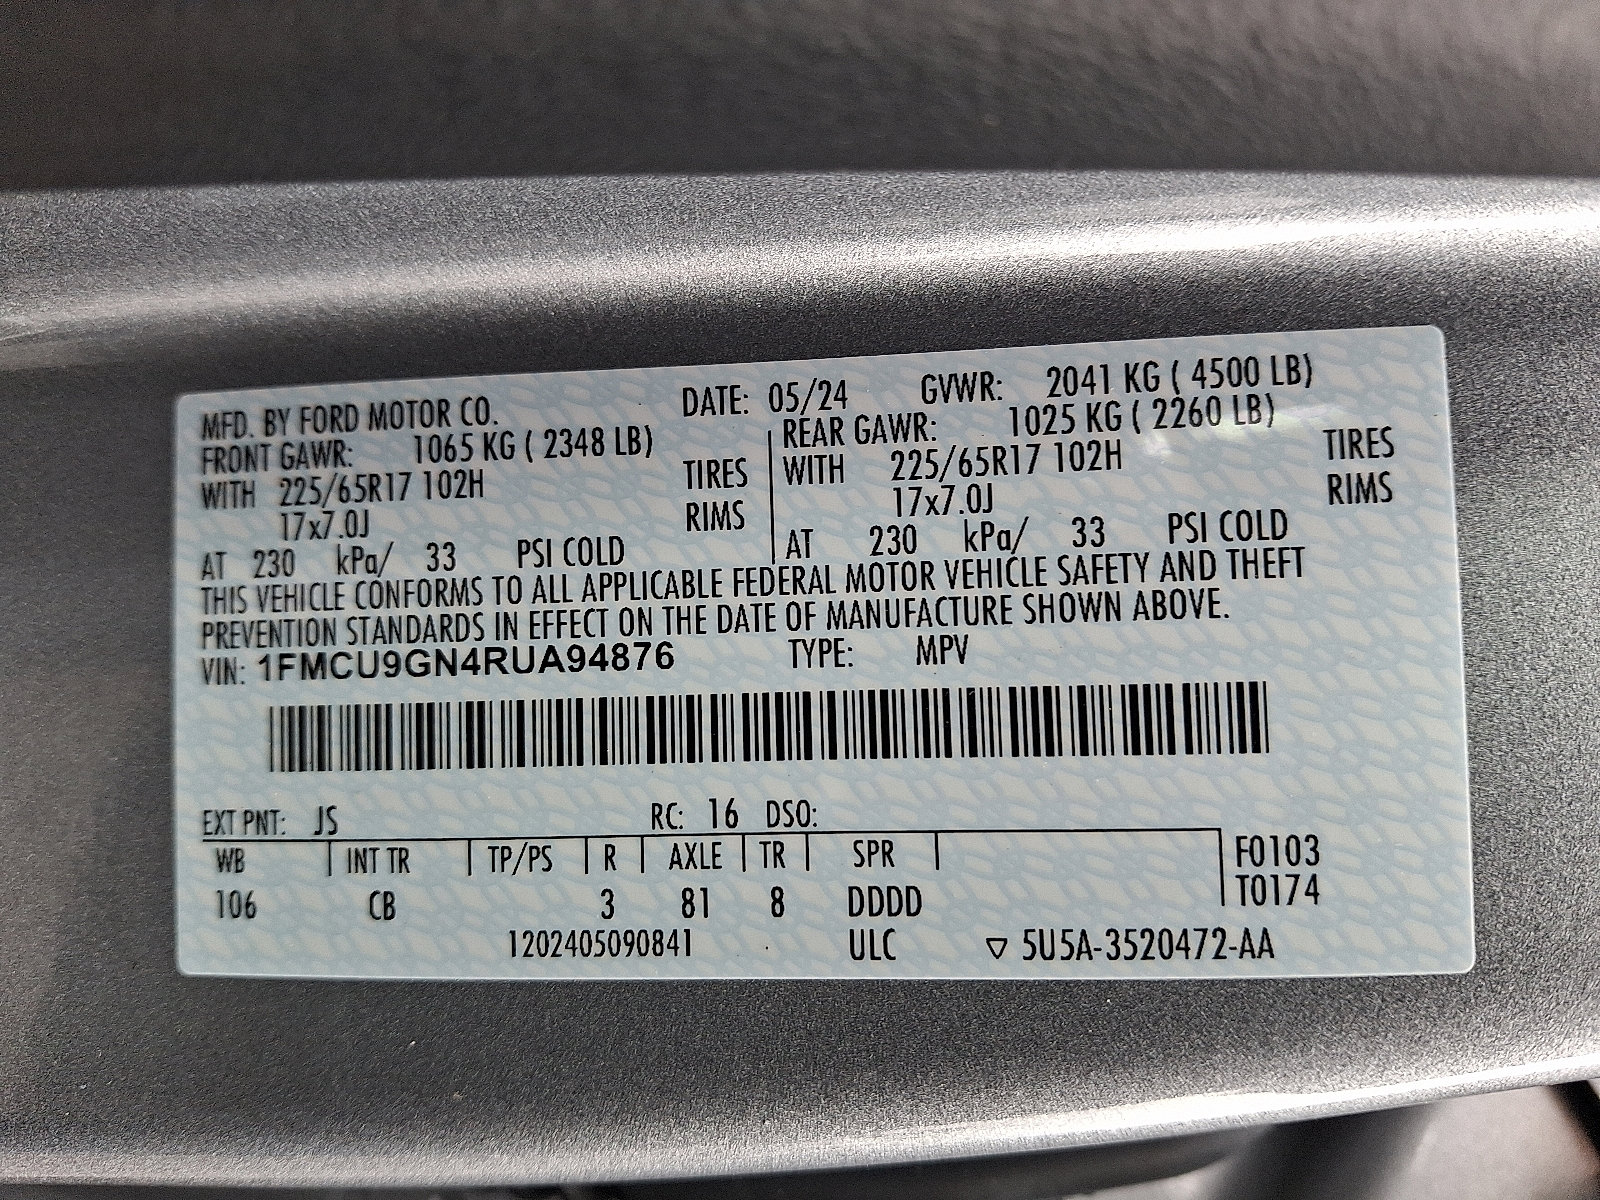 MFD. BY FORD MOTOR CO. DATE: 05/24 GVWR: 2041 KG ( 4500 LB)
FRONT GAWR: 1065 KG ( 2348 LB) REAR GAWR: 1025 KG ( 2260 LB)
WITH 225/65R17 102H TIRES WITH 225/65R17 102H TIRES
17x7.0J RIMS 17x7.0J RIMS
AT 230 kPa/ 33 PSI COLD AT 230 kPa/ 33 PSI COLD
THIS VEHICLE CONFORMS TO ALL APPLICABLE FEDERAL MOTOR VEHICLE SAFETY AND THEFT
PREVENTION STANDARDS IN EFFECT ON THE DATE OF MANUFACTURE SHOWN ABOVE.
VIN: 1FMCU9GN4RUA94876 TYPE: MPV
EXT PNT: JS RC: 16 DSO:
WB INT TR TP/PS R AXLE TR SPR F0103
106 CB 3 81 8 DDDD T0174
1202405090841 ULC ▽ 5U5A-3520472-AA